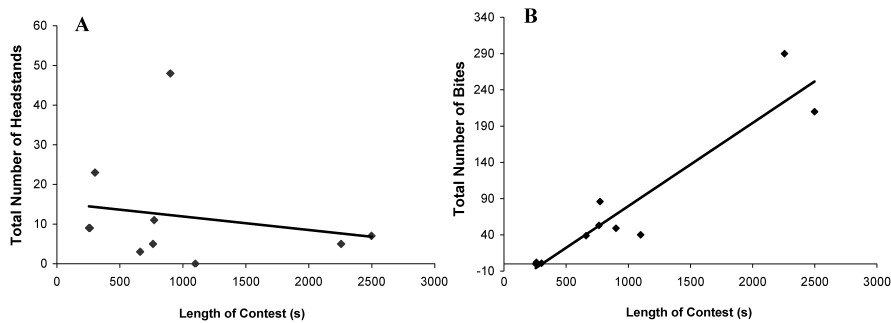 A
Total Number of Headstands
60
50
40
30
20
10
0
0 500 1000 1500 2000 2500 3000
Length of Contest (s)
B
Total Number of Bites
340
290
240
190
140
90
40
-10
0 500 1000 1500 2000 2500 3000
Length of Contest (s)